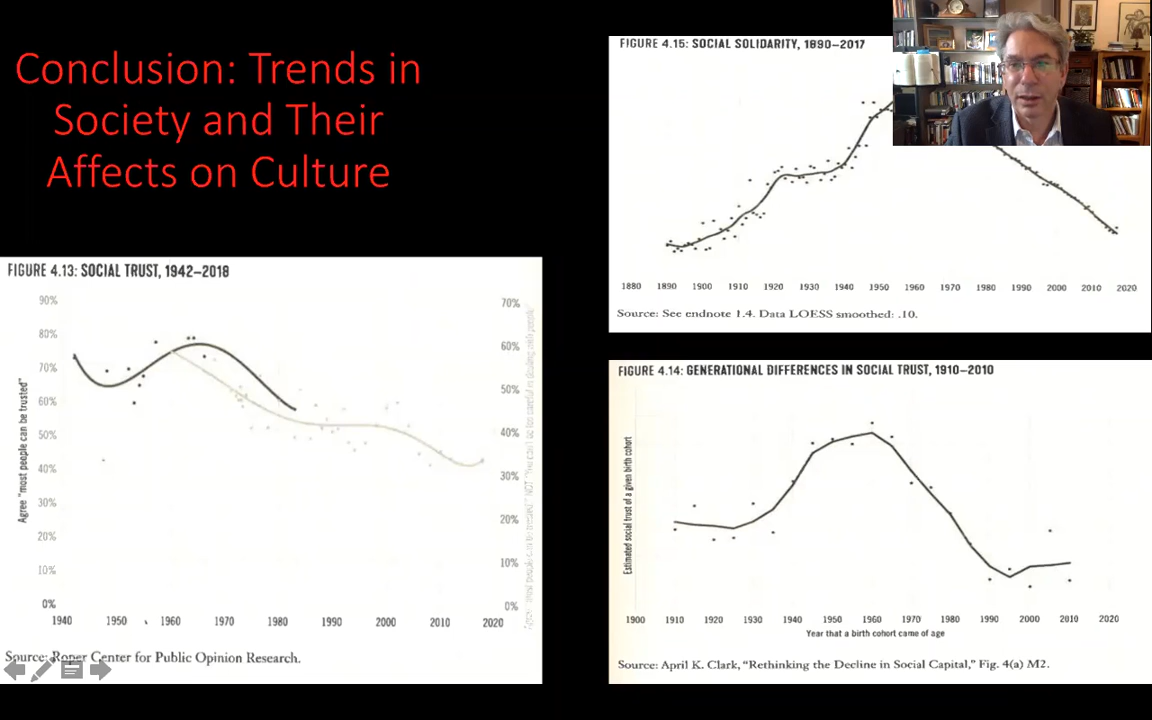 Conclusion: Trends in
Society and Their
Affects on Culture
FIGURE 4.13: SOCIAL TRUST, 1942–2018
90%
80%
70%
60%
50%
40%
30%
20%
10%
0%
Agree "most people can be trusted"
70%
60%
50%
40%
30%
20%
10%
0%
1940 1950 1960 1970 1980 1990 2000 2010 2020
Source: Roper Center for Public Opinion Research.
FIGURE 4.15: SOCIAL SOLIDARITY, 1890–2017
1880 1890 1900 1910 1920 1930 1940 1950 1960 1970 1980 1990 2000 2010 2020
Source: See endnote 1.4. Data LOESS smoothed: .10.
FIGURE 4.14: GENERATIONAL DIFFERENCES IN SOCIAL TRUST, 1910–2010
Estimated social trust of a given birth cohort
1900 1910 1920 1930 1940 1950 1960 1970 1980 1990 2000 2010 2020
Year that a birth cohort came of age
Source: April K. Clark, "Rethinking the Decline in Social Capital," Fig. 4(a) M2.